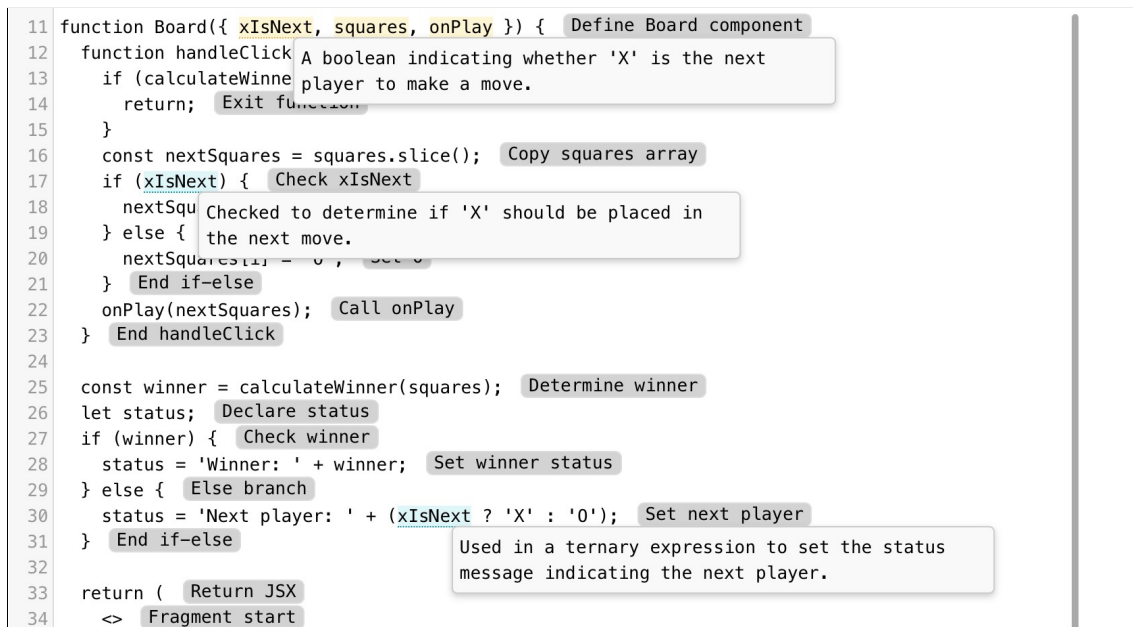 11 function Board({ xIsNext, squares, onPlay }) { Define Board component
12 function handleClick
A boolean indicating whether 'X' is the next
player to make a move.
13 if (calculateWinne
14 return; Exit function
15 }
16 const nextSquares = squares.slice(); Copy squares array
17 if (xIsNext) { Check xIsNext
18 nextSqu
Checked to determine if 'X' should be placed in
the next move.
19 } else {
20 nextSquares[i] = 'O'; Set O
21 } End if-else
22 onPlay(nextSquares); Call onPlay
23 } End handleClick
24
25 const winner = calculateWinner(squares); Determine winner
26 let status; Declare status
27 if (winner) { Check winner
28 status = 'Winner: ' + winner; Set winner status
29 } else { Else branch
30 status = 'Next player: ' + (xIsNext ? 'X' : 'O'); Set next player
31 } End if-else
Used in a ternary expression to set the status
message indicating the next player.
32
33 return ( Return JSX
34 <> Fragment start